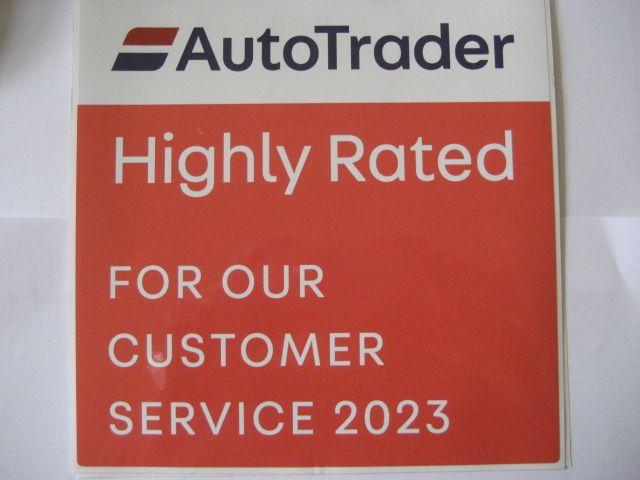 AutoTrader
Highly Rated
FOR OUR
CUSTOMER
SERVICE 2023